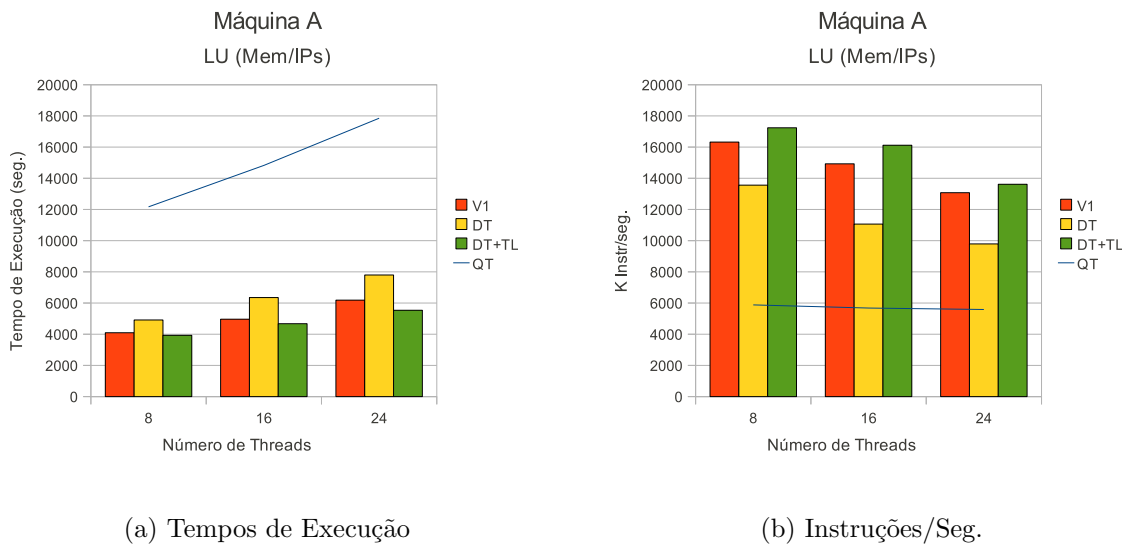 Máquina A
LU (Mem/IPs)
Tempo de Execução (seg.)
20000
18000
16000
14000
12000
10000
8000
6000
4000
2000
0
8 16 24
Número de Threads
V1
DT
DT+TL
QT
(a) Tempos de Execução
Máquina A
LU (Mem/IPs)
K Instr/seg.
20000
18000
16000
14000
12000
10000
8000
6000
4000
2000
0
8 16 24
Número de Threads
V1
DT
DT+TL
QT
(b) Instruções/Seg.